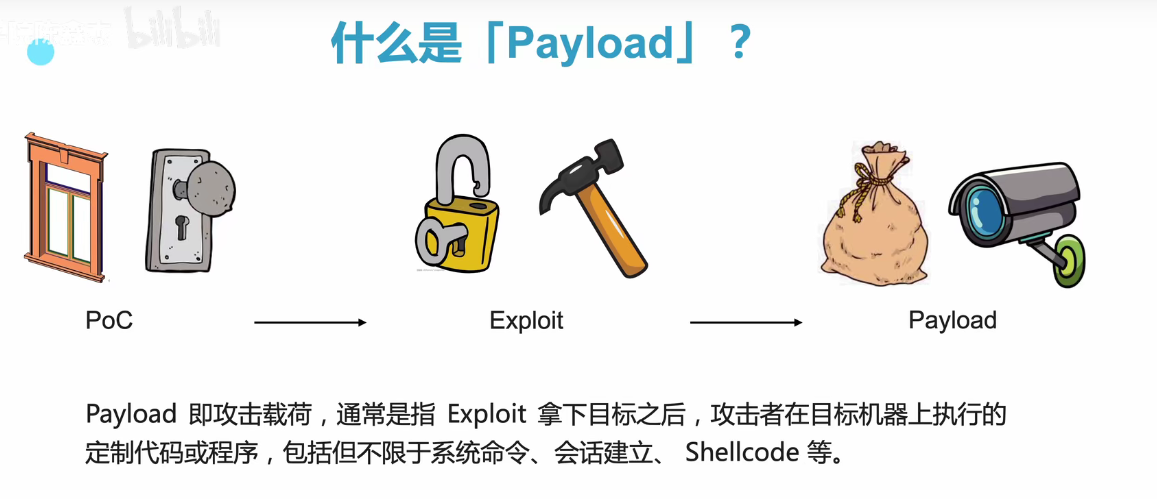 bilibili
什么是「Payload」？
PoC
Exploit
Payload
Payload 即攻击载荷，通常是指 Exploit 拿下目标之后，攻击者在目标机器上执行的
定制代码或程序，包括但不限于系统命令、会话建立、 Shellcode 等。